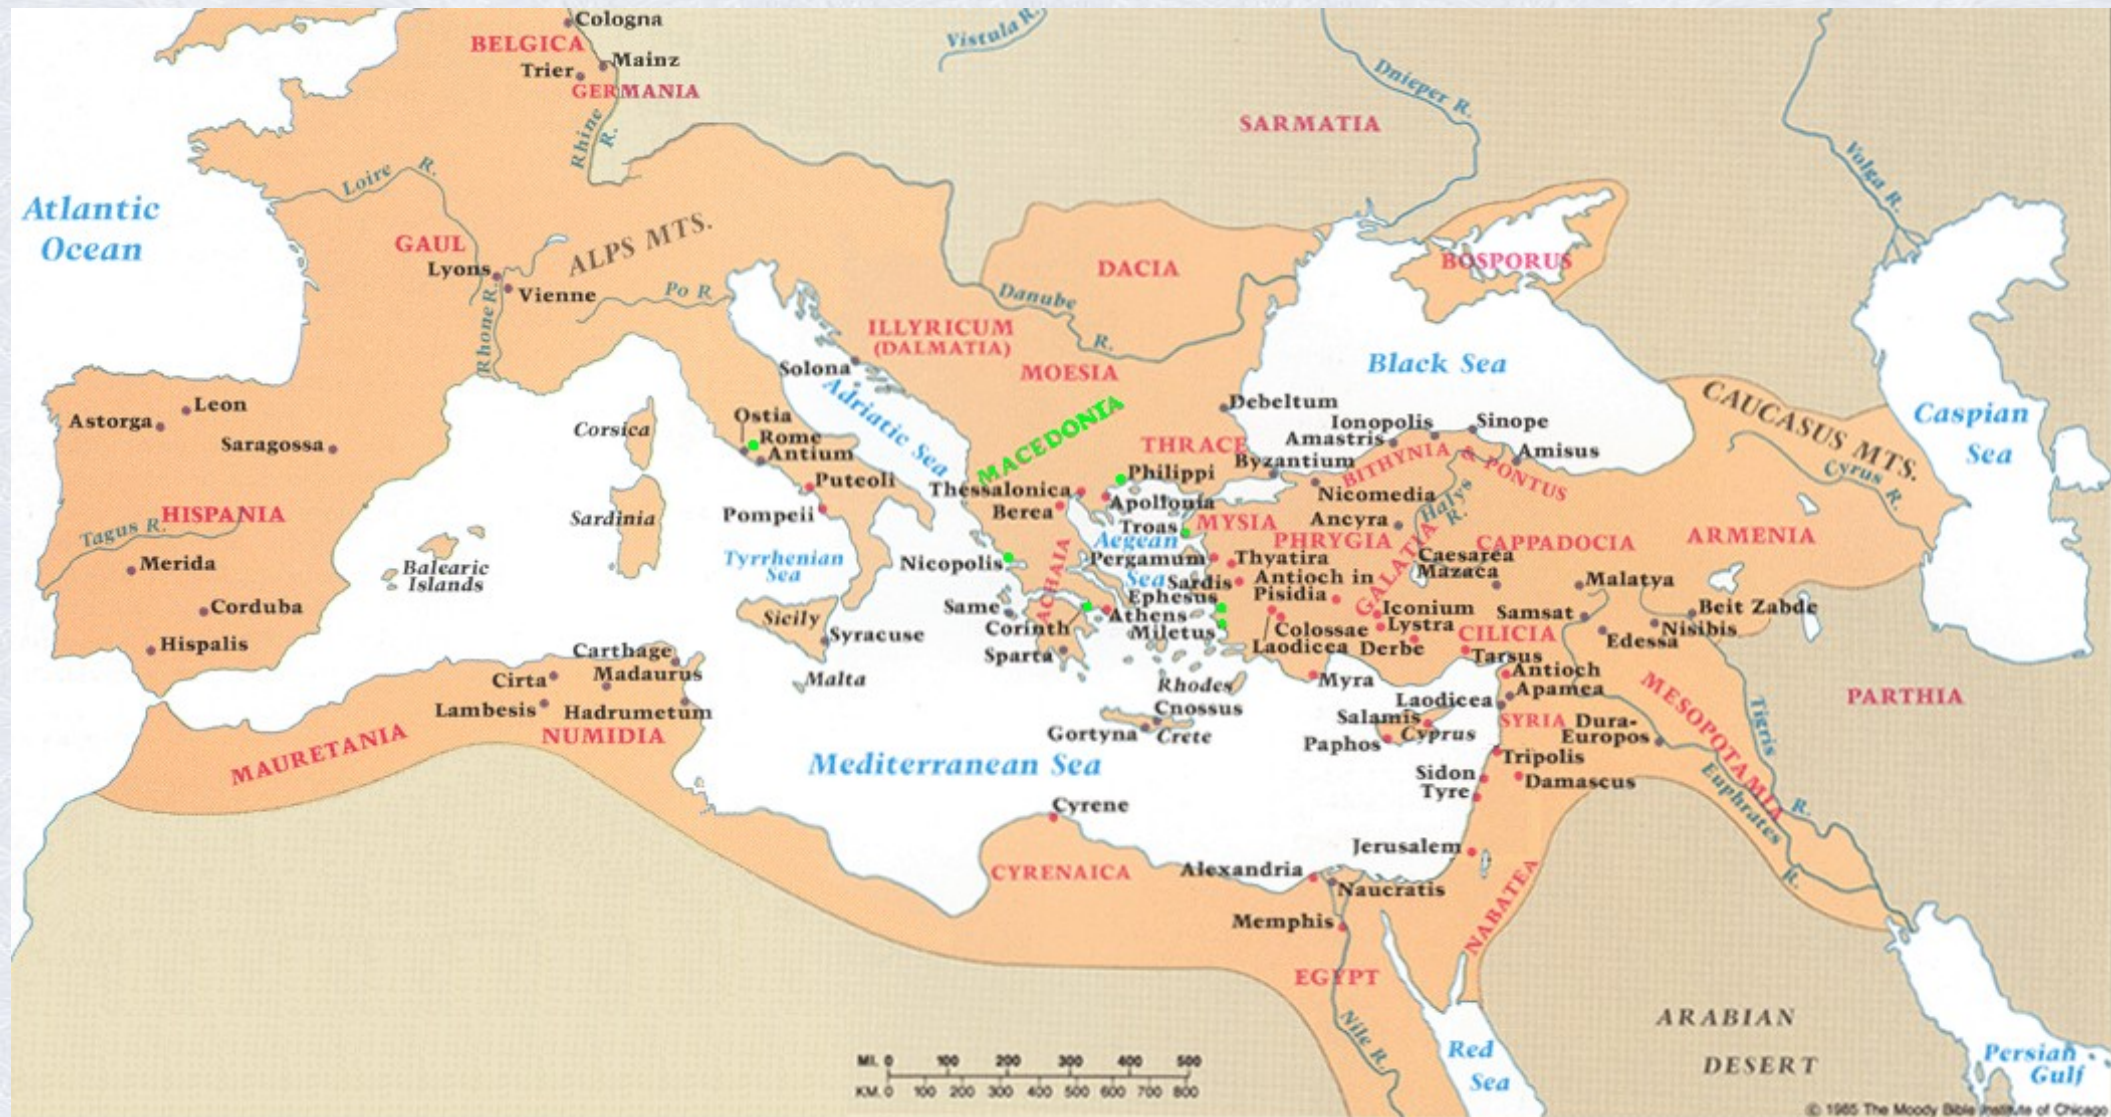 Cologna
BELGICA
Mainz
Trier
GERMANIA
Rhine
R.
Vistula R.
Dnieper R.
SARMATIA
Volga R.
Loire R.
Atlantic
Ocean
GAUL
ALPS MTS.
Lyons
Vienne
Rhone R.
Po R
DACIA
BOSPORUS
Danube
R.
ILLYRICUM
(DALMATIA)
MOESIA
Black Sea
Solona
Adriatic Sea
Leon
Astorga
Saragossa
Corsica
Ostia
Rome
Antium
MACEDONIA
Debeltum
Ionopolis
Sinope
Amastris
THRACE
Byzantium
BITHYNIA & PONTUS
Amisus
CAUCASUS MTS.
Cyrus R.
Caspian
Sea
HISPANIA
Tagus R.
Sardinia
Puteoli
Pompeii
Philippi
Thessalonica
Apollonia
Berea
Nicomedia
Halys
R.
Troas
MYSIA
Ancyra
Aegean
Sea
PHRYGIA
GALATIA
CAPPADOCIA
ARMENIA
Merida
Balearic
Islands
Tyrrhenian
Sea
Nicopolis
ACHAIA
Pergamum
Thyatira
Caesarea
Mazaca
Sardis
Antioch in
Pisidia
Malatya
Ephesus
Corduba
Sicily
Same
Athens
Iconium
Samsat
Beit Zabde
Corinth
Miletus
Colossae
Lystra
CILICIA
Nisibis
Hispalis
Syracuse
Sparta
Laodicea
Derbe
Edessa
Tarsus
Carthage
Cirta
Madaurus
Malta
Rhodes
Myra
Antioch
Apamea
MESOPOTAMIA
PARTHIA
Lambesis
Hadrumetum
Cnossus
Laodicea
Salamis
SYRIA
Dura-
Europos
Tigris
R.
MAURETANIA
NUMIDIA
Gortyna
Crete
Paphos
Cyprus
Tripolis
Mediterranean Sea
Sidon
Damascus
Tyre
Euphrates
R.
Cyrene
Jerusalem
CYRENAICA
Alexandria
Naucratis
NABATEA
Memphis
EGYPT
Nile R.
ARABIAN
DESERT
Red
Sea
Persian
Gulf
MI. 0 100 200 300 400 500
KM. 0 100 200 300 400 500 600 700 800
© 1985 The Moody Bible Institute of Chicago